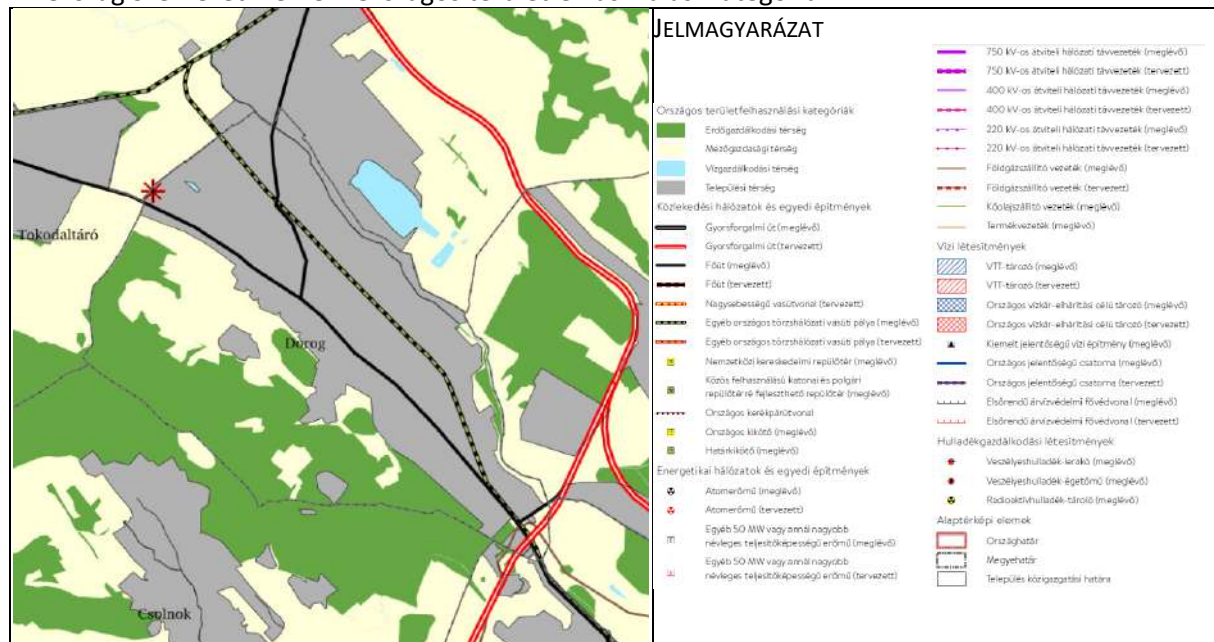 Tokodaltáró
Dorog
Csolnok
JELMAGYARÁZAT
Országos területfelhasználási kategóriák
Erdőgazdálkodási térség
Mezőgazdasági térség
Vízgazdálkodási térség
Települési térség
Közlekedési hálózatok és egyedi építmények
Gyorsforgalmi út (meglévő)
Gyorsforgalmi út (tervezett)
Főút (meglévő)
Főút (tervezett)
Nagysebességű vasútvonal (tervezett)
Egyéb országos törzshálózati vasúti pálya (meglévő)
Egyéb országos törzshálózati vasúti pálya (tervezett)
Nemzetközi kereskedelmi repülőtér (meglévő)
Közös felhasználású katonai és polgári
repülőtérré fejleszthető repülőtér (meglévő)
Országos kerékpárútvonal
Országos kikötő (meglévő)
Határkikötő (meglévő)
Energetikai hálózatok és egyedi építmények
Atomerőmű (meglévő)
Atomerőmű (tervezett)
Egyéb 50 MW vagy annál nagyobb
névleges teljesítőképességű erőmű (meglévő)
Egyéb 50 MW vagy annál nagyobb
névleges teljesítőképességű erőmű (tervezett)
750 kV-os átviteli hálózati távvezeték (meglévő)
750 kV-os átviteli hálózati távvezeték (tervezett)
400 kV-os átviteli hálózati távvezeték (meglévő)
400 kV-os átviteli hálózati távvezeték (tervezett)
220 kV-os átviteli hálózati távvezeték (meglévő)
220 kV-os átviteli hálózati távvezeték (tervezett)
Földgázszállító vezeték (meglévő)
Földgázszállító vezeték (tervezett)
Kőolajszállító vezeték (meglévő)
Termékvezeték (meglévő)
Vízi létesítmények
VTT-tározó (meglévő)
VTT-tározó (tervezett)
Országos vízkár-elhárítási célú tározó (meglévő)
Országos vízkár-elhárítási célú tározó (tervezett)
Kiemelt jelentőségű vízi építmény (meglévő)
Országos jelentőségű csatorna (meglévő)
Országos jelentőségű csatorna (tervezett)
Elsőrendű árvízvédelmi fővédvonal (meglévő)
Elsőrendű árvízvédelmi fővédvonal (tervezett)
Hulladékgazdálkodási létesítmények
Veszélyeshulladék-lerakó (meglévő)
Veszélyeshulladék-égetőmű (meglévő)
Radioaktívhulladék-tároló (meglévő)
Alaptérképi elemek
Országhatár
Megyehatár
Település közigazgatási határa